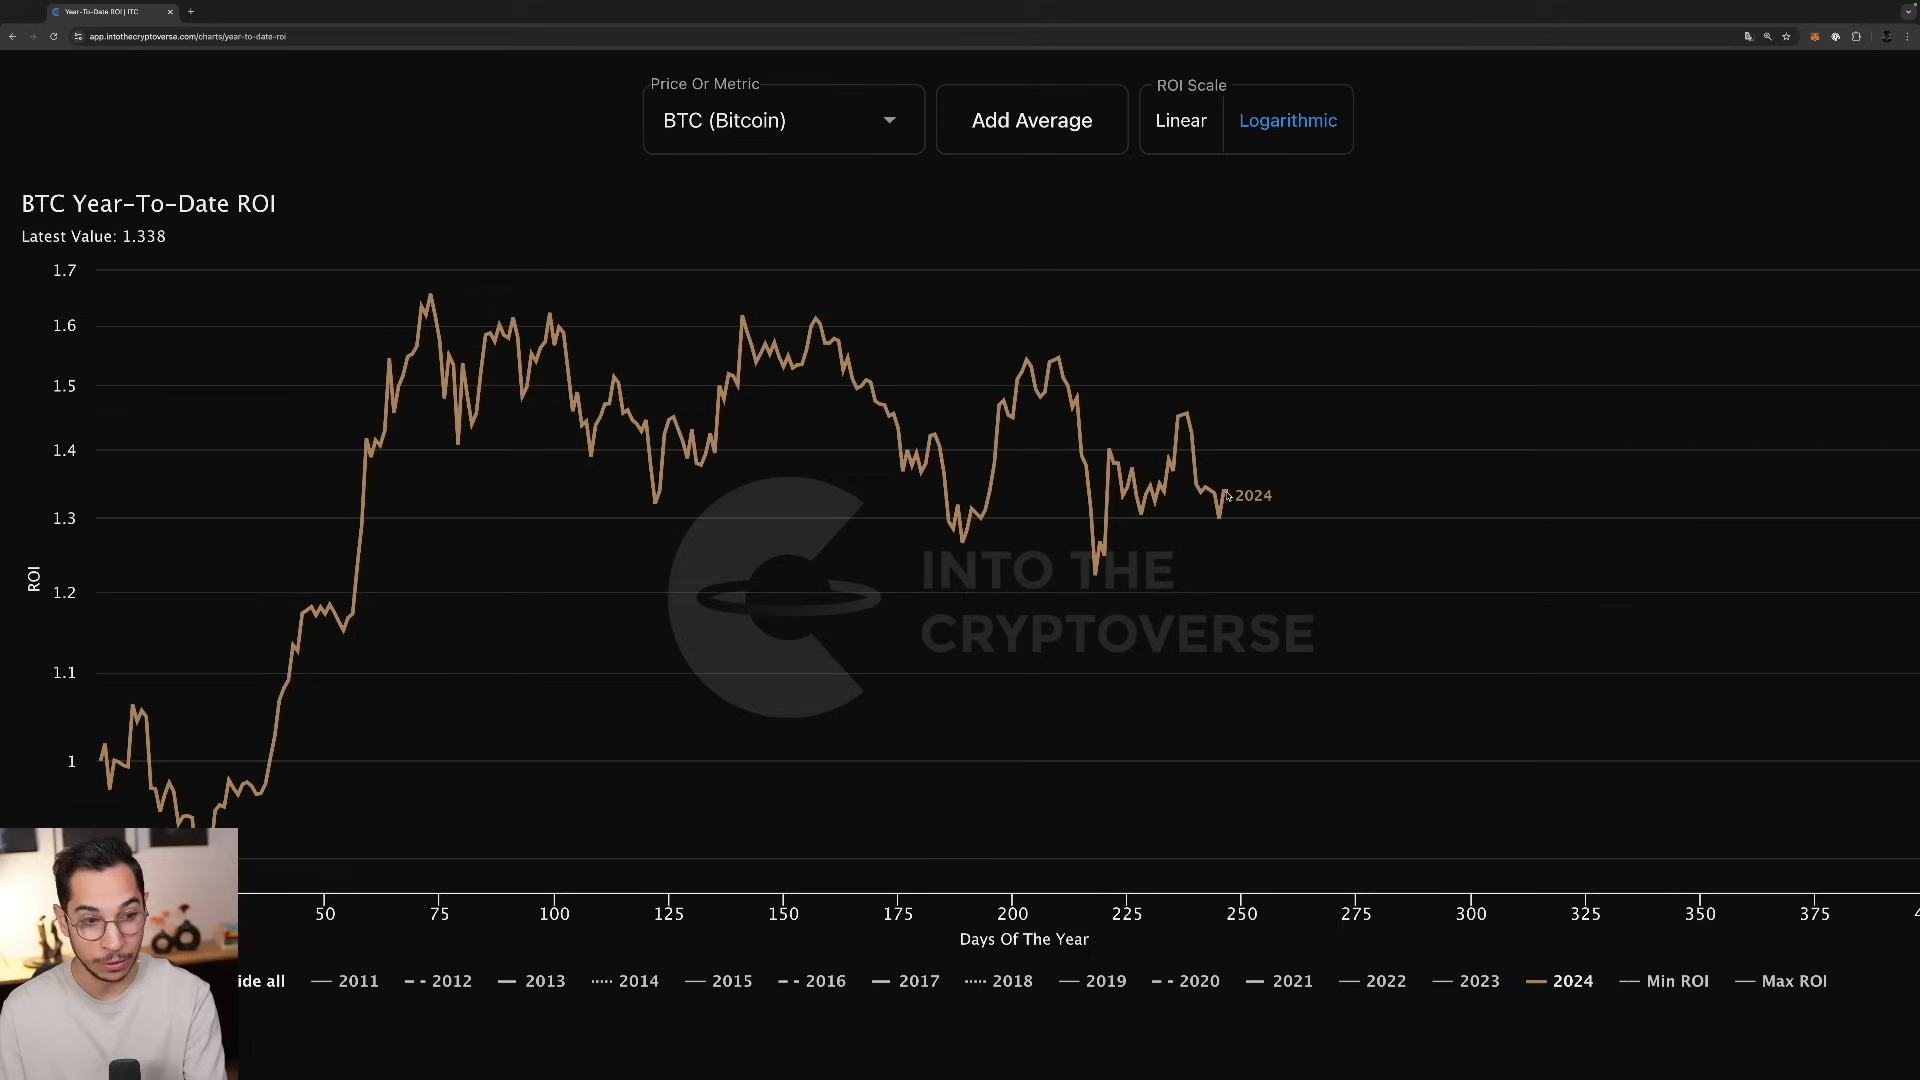 Year-To-Date ROI | ITC
app.intothecryptoverse.com/charts/year-to-date-roi
Price Or Metric
BTC (Bitcoin)
Add Average
ROI Scale
Linear
Logarithmic
BTC Year-To-Date ROI
Latest Value: 1.338
1.7
1.6
1.5
1.4
1.3
1.2
1.1
1
ROI
2024
INTO THE
CRYPTOVERSE
50 75 100 125 150 175 200 225 250 275 300 325 350 375 4
Days Of The Year
ide all 2011 2012 2013 2014 2015 2016 2017 2018 2019 2020 2021 2022 2023 2024 Min ROI Max ROI